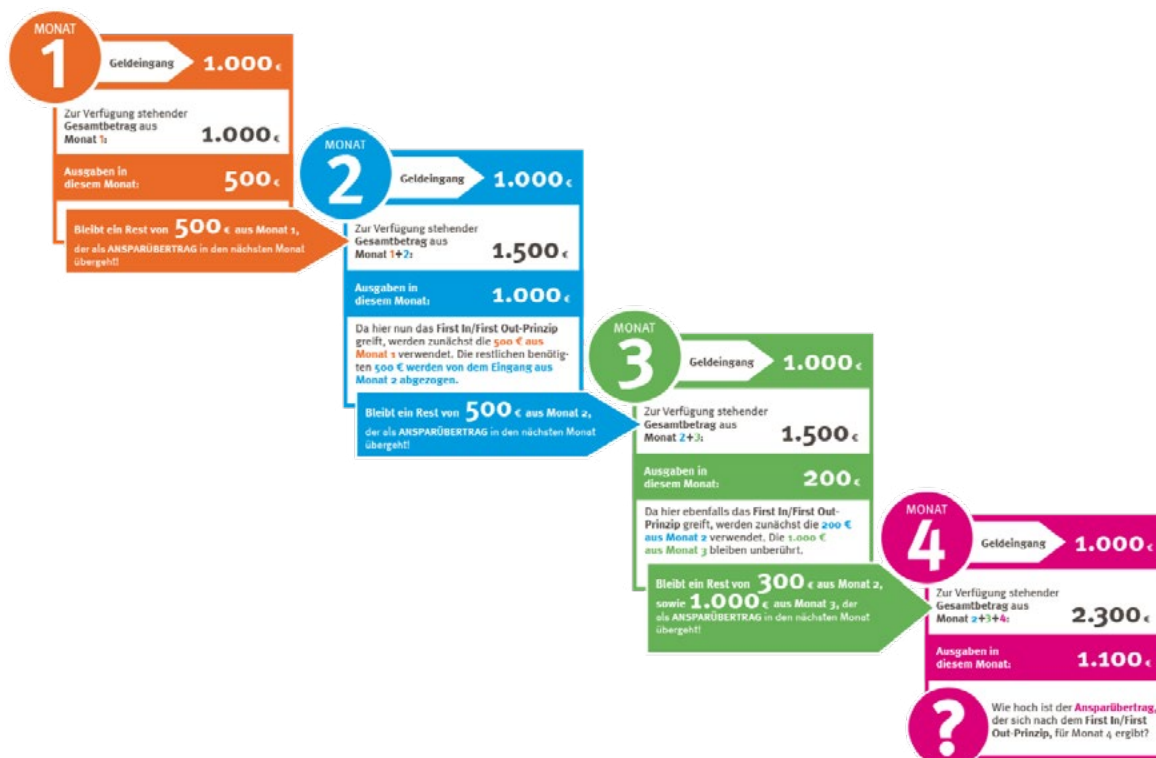 MONAT
1
Geldeingang
1.000 €
Zur Verfügung stehender
Gesamtbetrag aus
Monat 1:
1.000 €
Ausgaben in
diesem Monat:
500 €
Bleibt ein Rest von 500 € aus Monat 1,
der als ANSPARÜBERTRAG in den nächsten Monat
übergeht!
MONAT
2
Geldeingang
1.000 €
Zur Verfügung stehender
Gesamtbetrag aus
Monat 1+2:
1.500 €
Ausgaben in
diesem Monat:
1.000 €
Da hier nun das First In/First Out-Prinzip
greift, werden zunächst die 500 € aus
Monat 1 verwendet. Die restlichen benötig-
ten 500 € werden von dem Eingang aus
Monat 2 abgezogen.
Bleibt ein Rest von 500 € aus Monat 2,
der als ANSPARÜBERTRAG in den nächsten Monat
übergeht!
MONAT
3
Geldeingang
1.000 €
Zur Verfügung stehender
Gesamtbetrag aus
Monat 2+3:
1.500 €
Ausgaben in
diesem Monat:
200 €
Da hier ebenfalls das First In/First Out-
Prinzip greift, werden zunächst die 200 €
aus Monat 2 verwendet. Die 1.000 €
aus Monat 3 bleiben unberührt.
Bleibt ein Rest von 300 € aus Monat 2,
sowie 1.000 € aus Monat 3, der
als ANSPARÜBERTRAG in den nächsten Monat
übergeht!
MONAT
4
Geldeingang
1.000 €
Zur Verfügung stehender
Gesamtbetrag aus
Monat 2+3+4:
2.300 €
Ausgaben in
diesem Monat:
1.100 €
?
Wie hoch ist der Ansparübertrag,
der sich nach dem First In/First
Out-Prinzip, für Monat 4 ergibt?